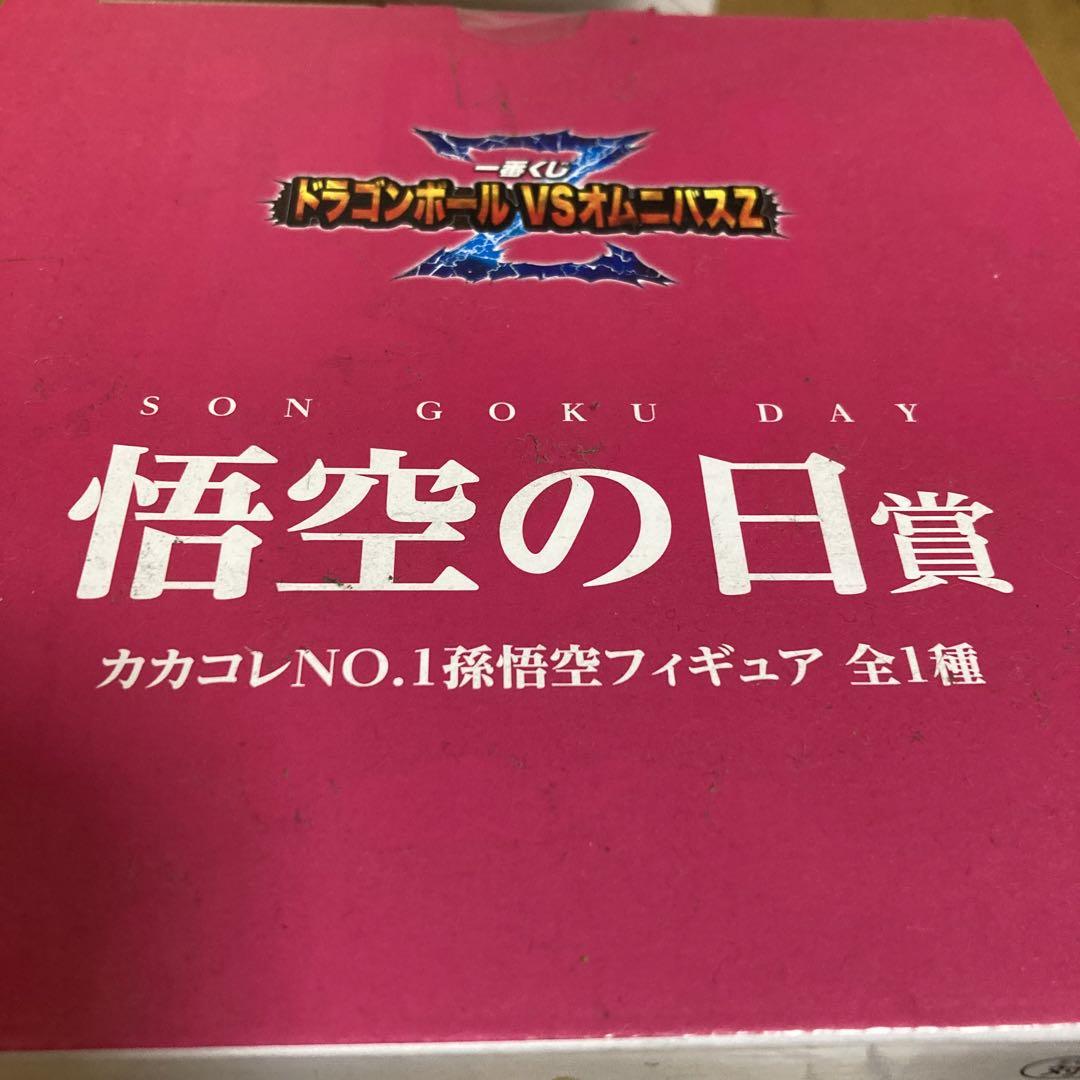 一番くじ
ドラゴンボール VSオムニバスZ
SON GOKU DAY
悟空の日賞
カカコレNO.1孫悟空フィギュア 全1種